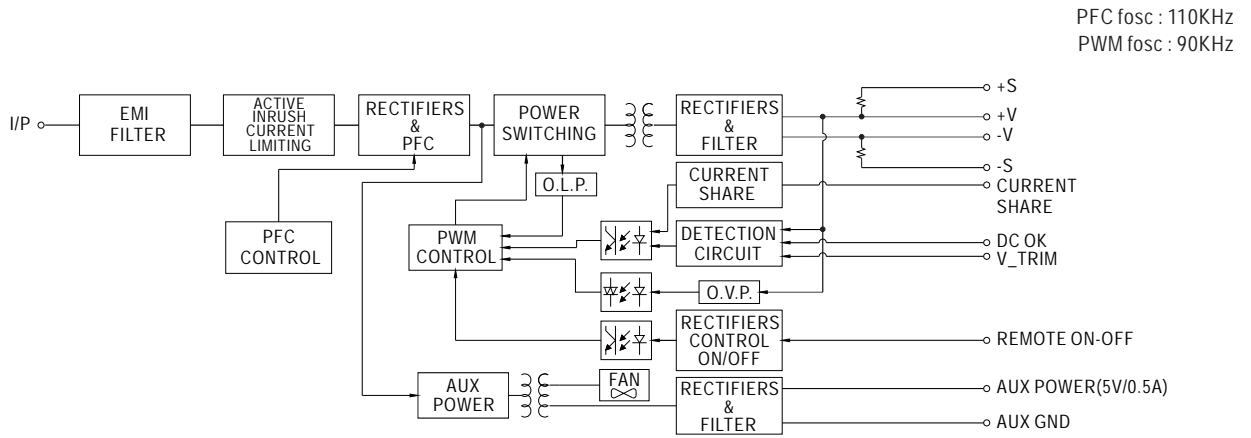 PFC fosc : 110KHz
PWM fosc : 90KHz
I/P
EMI
FILTER
ACTIVE
INRUSH
CURRENT
LIMITING
RECTIFIERS
&
PFC
POWER
SWITCHING
RECTIFIERS
&
FILTER
+S
+V
-V
-S
O.L.P.
CURRENT
SHARE
CURRENT
SHARE
PFC
CONTROL
PWM
CONTROL
DETECTION
CIRCUIT
DC OK
V_TRIM
O.V.P.
RECTIFIERS
CONTROL
ON/OFF
REMOTE ON-OFF
AUX
POWER
FAN
RECTIFIERS
&
FILTER
AUX POWER(5V/0.5A)
AUX GND